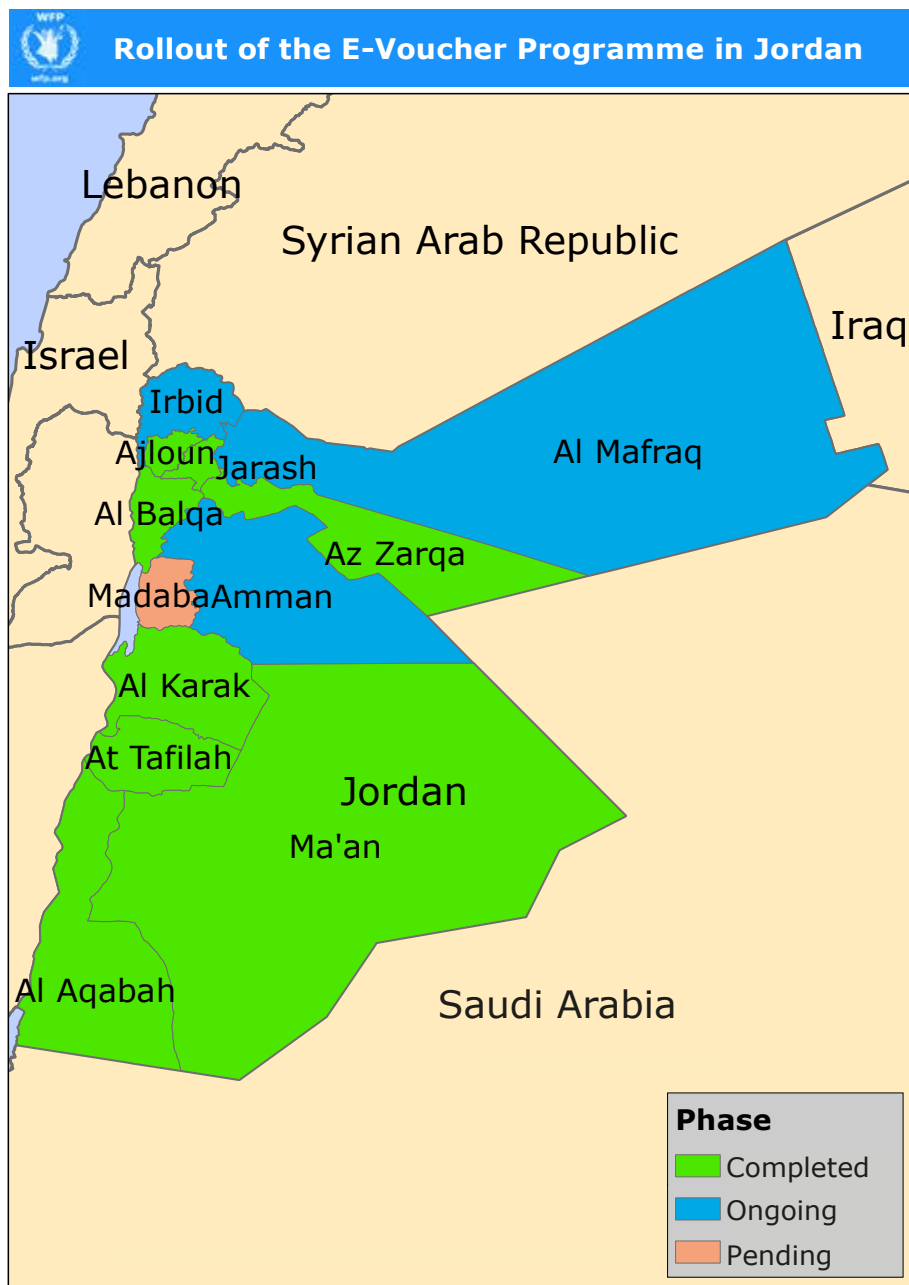 WFP
wfp.org
Rollout of the E-Voucher Programme in Jordan
Lebanon
Syrian Arab Republic
Iraq
Israel
Irbid
Ajloun
Jarash
Al Mafraq
Al Balqa
Az Zarqa
Madaba
Amman
Al Karak
At Tafilah
Jordan
Ma'an
Al Aqabah
Saudi Arabia
Phase
Completed
Ongoing
Pending